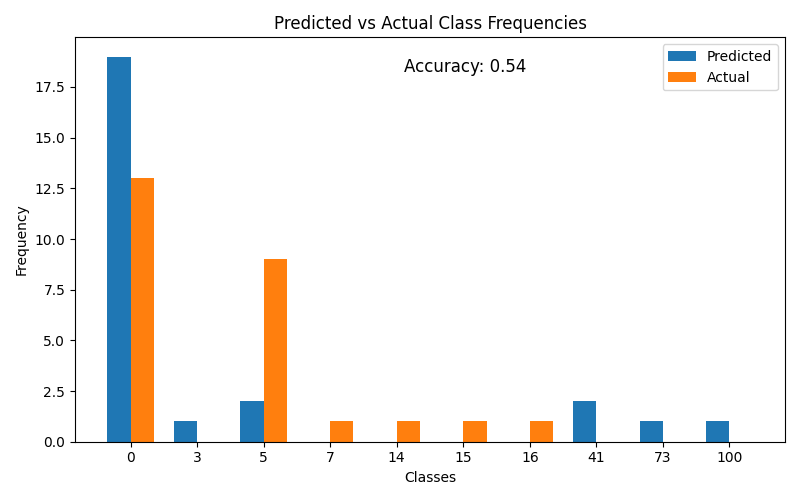 Predicted vs Actual Class Frequencies
Accuracy: 0.54
Predicted
Actual
Frequency
17.5
15.0
12.5
10.0
7.5
5.0
2.5
0.0
0 3 5 7 14 15 16 41 73 100
Classes